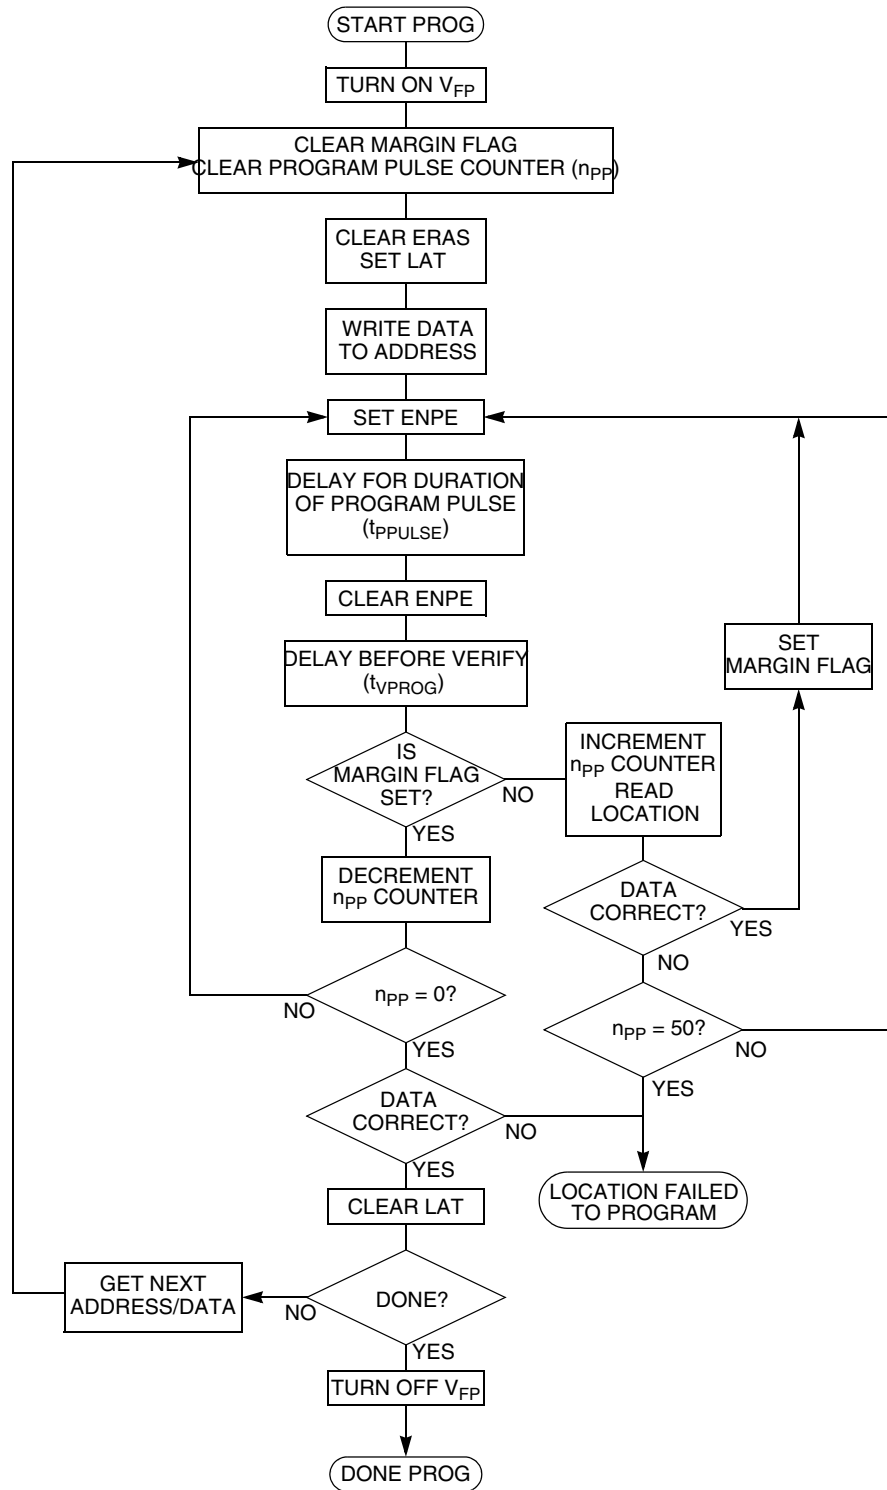 START PROG
TURN ON VFP
CLEAR MARGIN FLAG
CLEAR PROGRAM PULSE COUNTER (nPP)
CLEAR ERAS
SET LAT
WRITE DATA
TO ADDRESS
SET ENPE
DELAY FOR DURATION
OF PROGRAM PULSE
(tPPULSE)
CLEAR ENPE
DELAY BEFORE VERIFY
(tVPROG)
SET
MARGIN FLAG
IS
MARGIN FLAG
SET?
NO
YES
INCREMENT
nPP COUNTER
READ
LOCATION
DECREMENT
nPP COUNTER
DATA
CORRECT?
YES
NO
nPP = 0?
NO
YES
nPP = 50?
NO
YES
DATA
CORRECT?
NO
YES
LOCATION FAILED
TO PROGRAM
CLEAR LAT
GET NEXT
ADDRESS/DATA
NO
DONE?
YES
TURN OFF VFP
DONE PROG